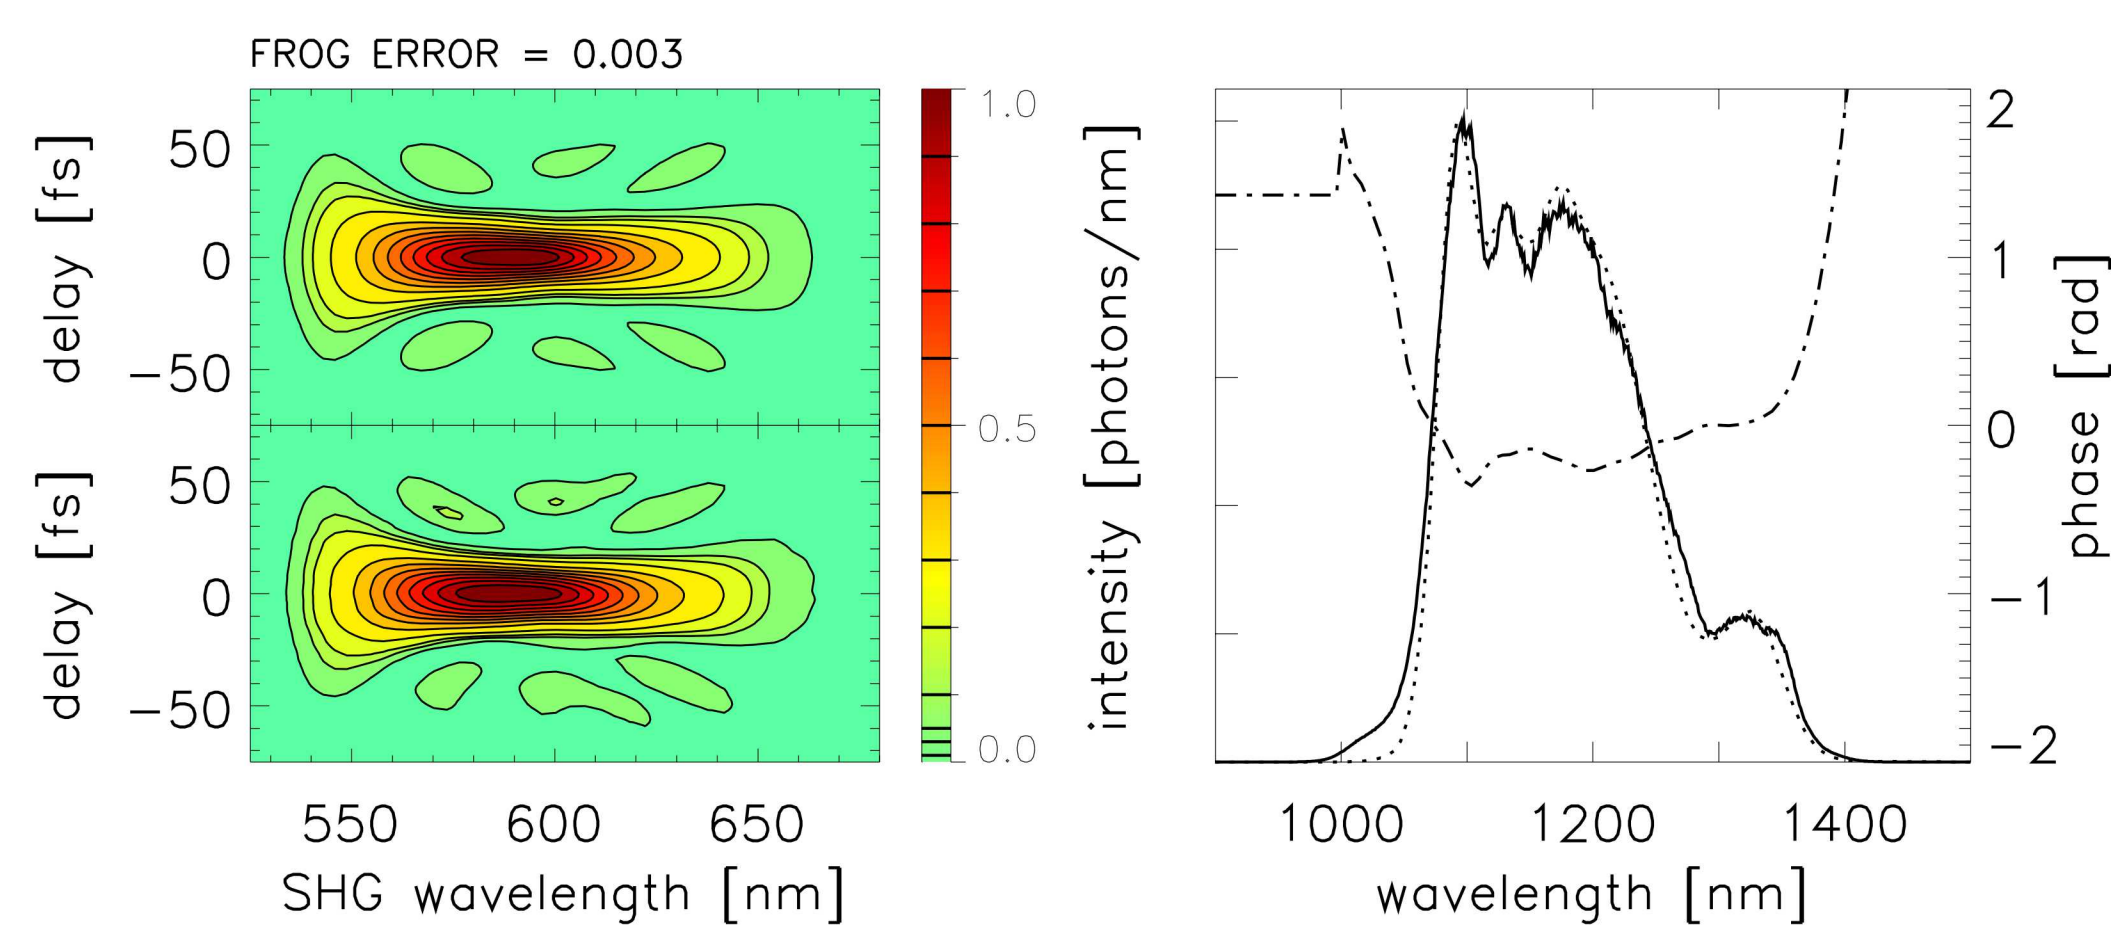 FROG ERROR = 0.003
delay [fs]
50
0
−50
delay [fs]
50
0
−50
550 600 650
SHG wavelength [nm]
1.0
0.5
0.0
intensity [photons/nm]
1000 1200 1400
wavelength [nm]
2
1
0
−1
−2
phase [rad]